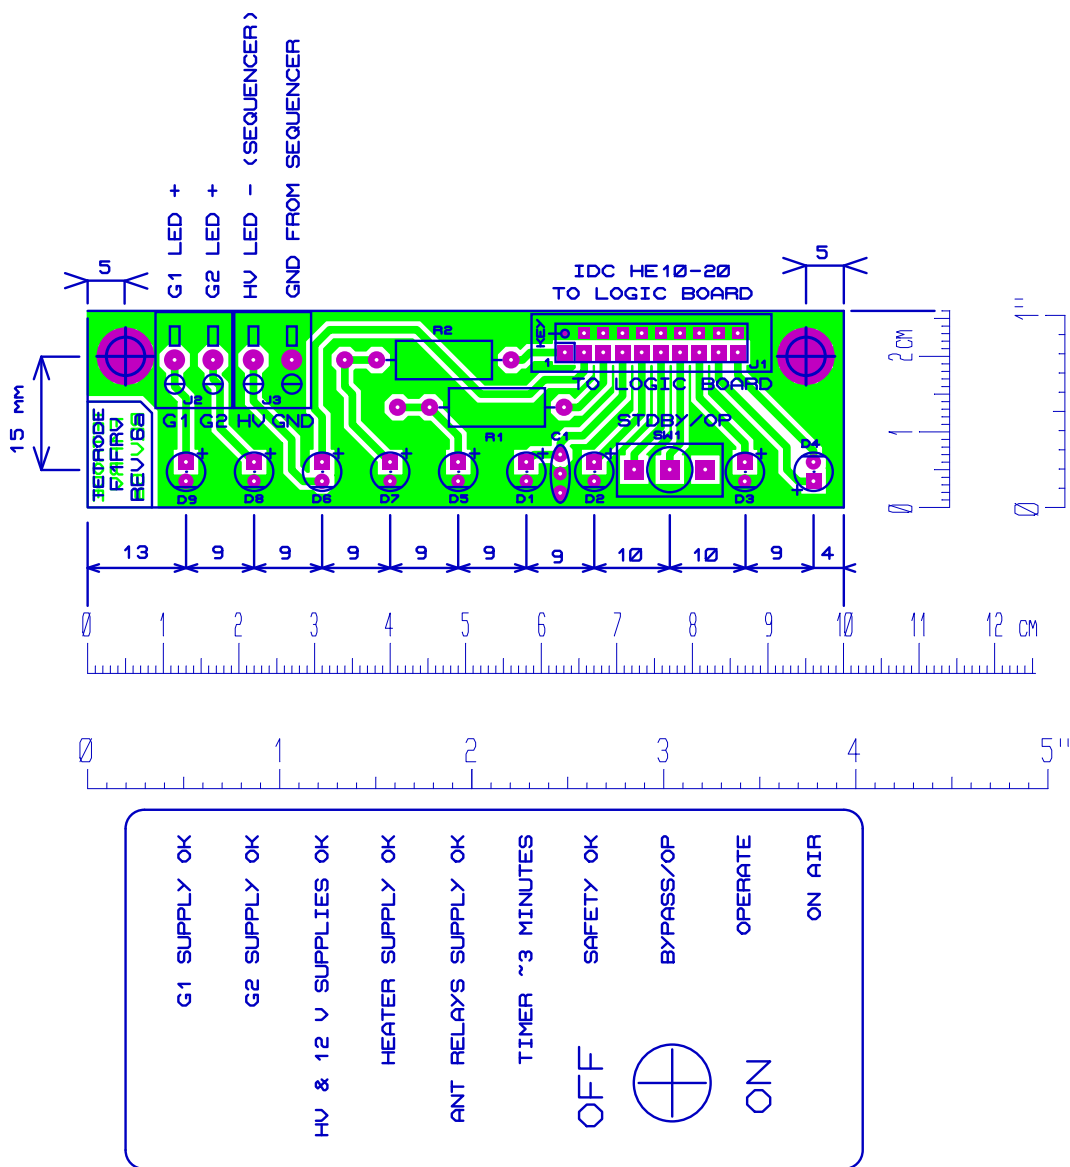 G1 LED +
G2 LED +
HV LED - (SEQUENCER)
GND FROM SEQUENCER
5
5
IDC HE10-20
TO LOGIC BOARD
15 MM
KEY
1
R2
J1
TO LOGIC BOARD
J2
J3
G1
G2
HV
GND
R1
C1
STDBY/OP
SW1
TETRODE
D9
D8
D6
D7
D5
D1
D2
D3
D4
+
+
+
+
+
+
+
+
+
13
9
9
9
9
9
9
10
10
9
4
0
1
2 CM
0
1"
0
1
2
3
4
5
6
7
8
9
10
11
12 CM
0
1
2
3
4
5"
G1 SUPPLY OK
G2 SUPPLY OK
HV & 12 V SUPPLIES OK
HEATER SUPPLY OK
ANT RELAYS SUPPLY OK
TIMER ~3 MINUTES
SAFETY OK
BYPASS/OP
OPERATE
ON AIR
OFF
ON